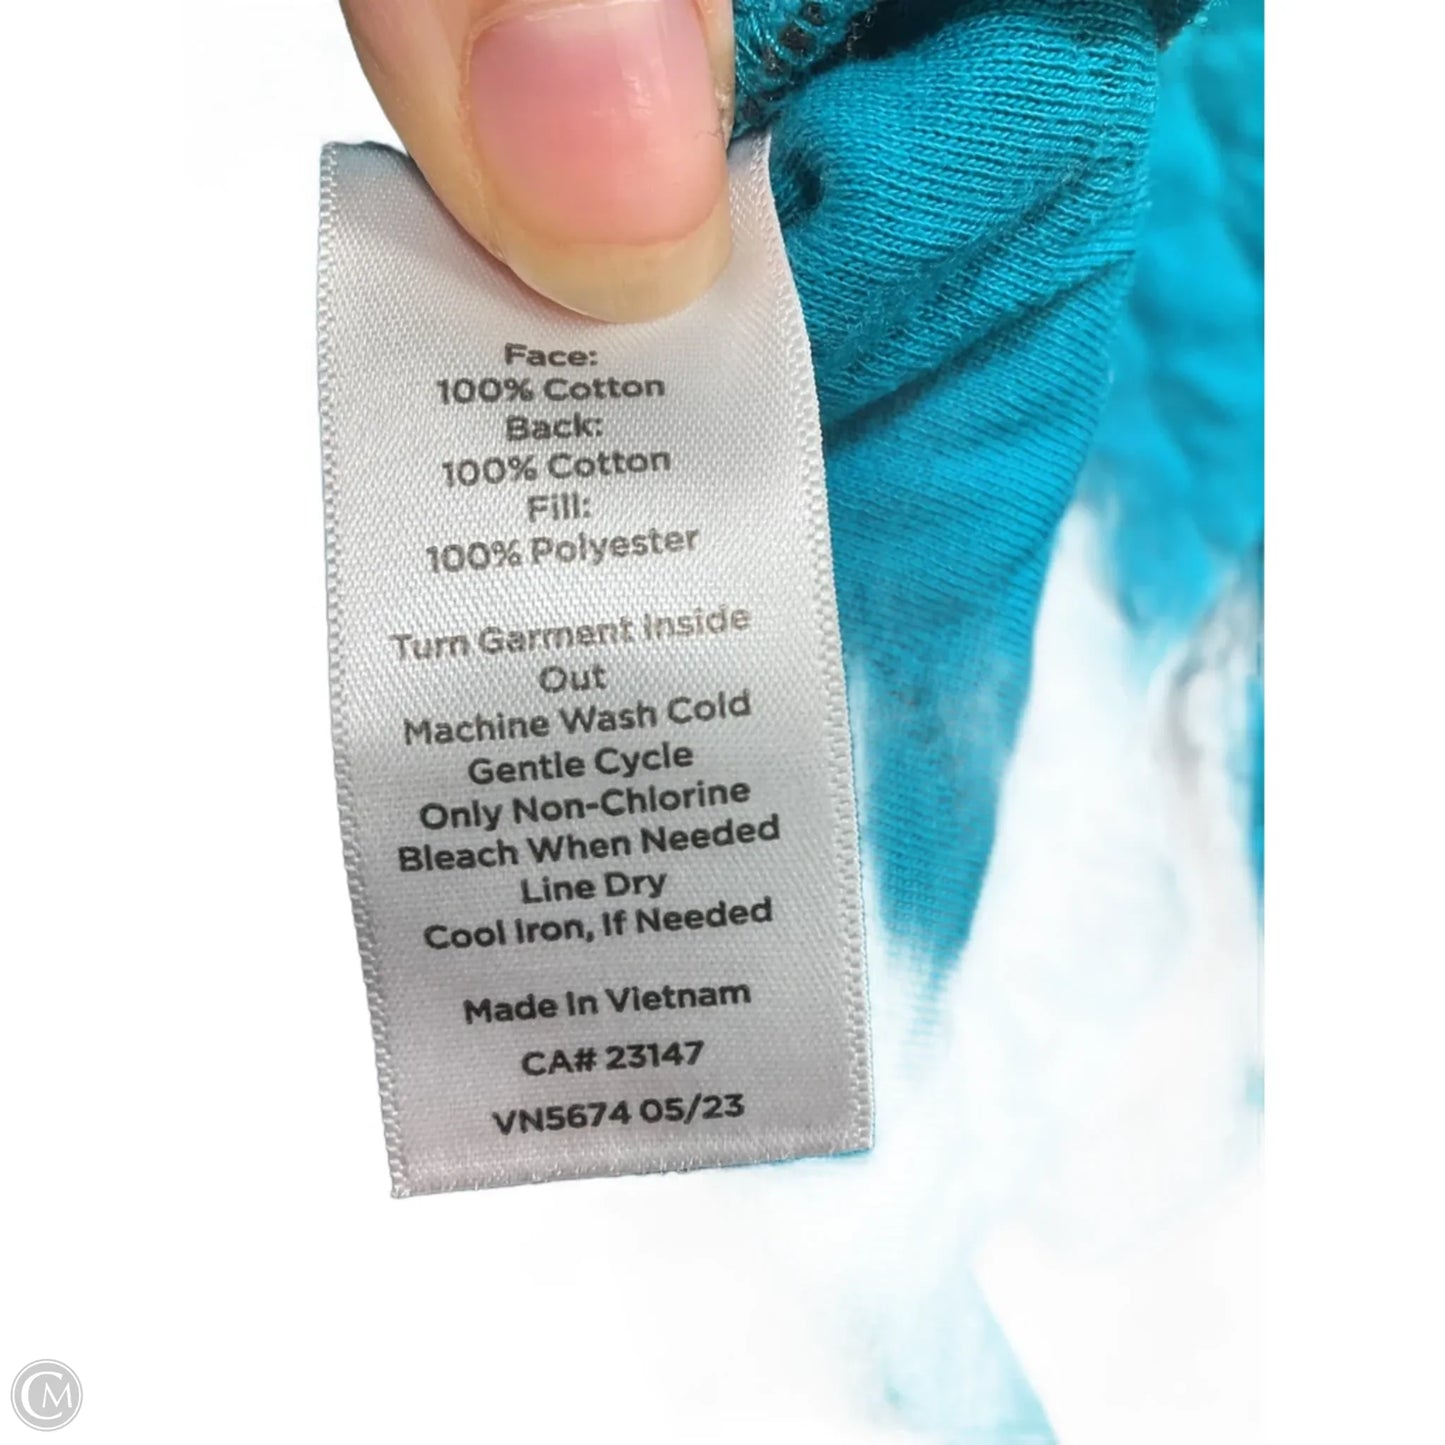 Face:
100% Cotton
Back:
100% Cotton
Fill:
100% Polyester
Turn Garment Inside
Out
Machine Wash Cold
Gentle Cycle
Only Non-Chlorine
Bleach When Needed
Line Dry
Cool Iron, If Needed
Made In Vietnam
CA# 23147
VN5674 05/23
CM